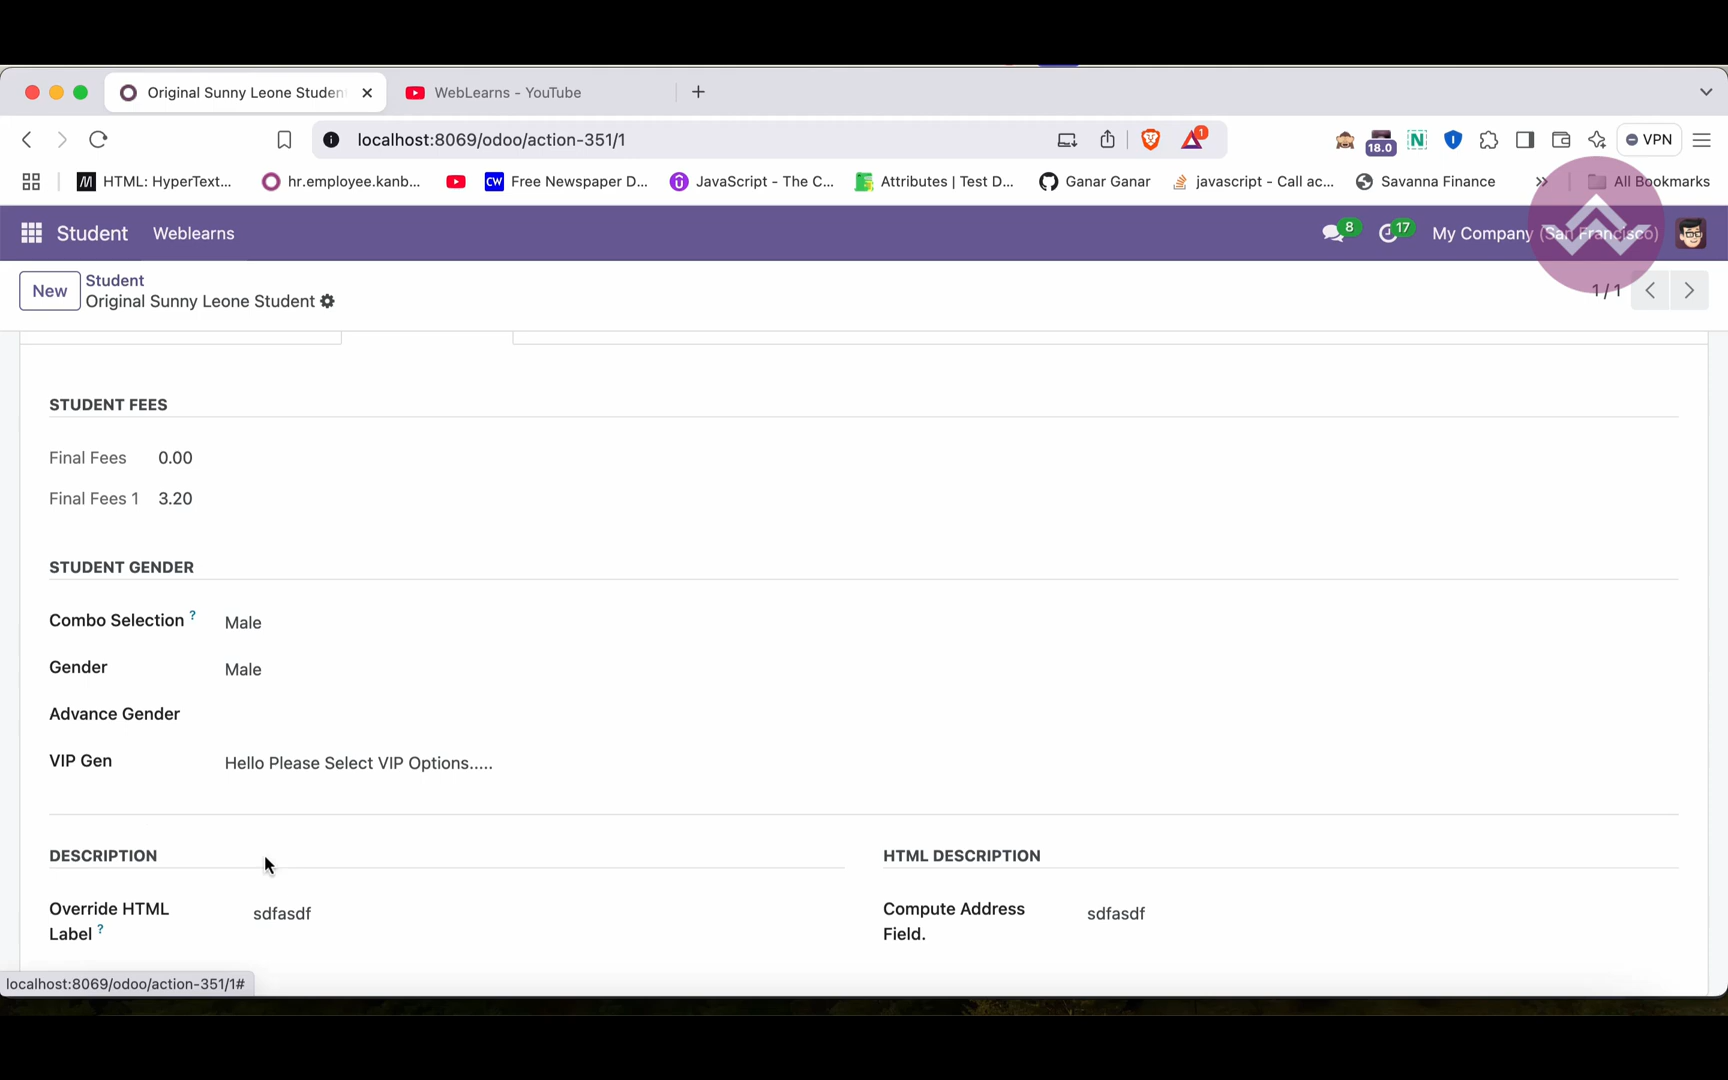 Original Sunny Leone Studen
WebLearns - YouTube
localhost:8069/odoo/action-351/1
1
18.0
VPN
HTML: HyperText...
hr.employee.kanb...
CW
Free Newspaper D...
JavaScript - The C...
Attributes | Test D...
Ganar Ganar
javascript - Call ac...
Savanna Finance
All Bookmarks
Student
Weblearns
8
17
My Company (San Francisco)
New
Student
Original Sunny Leone Student
1 / 1
STUDENT FEES
Final Fees 0.00
Final Fees 1 3.20
STUDENT GENDER
Combo Selection ? Male
Gender Male
Advance Gender
VIP Gen Hello Please Select VIP Options.....
DESCRIPTION
HTML DESCRIPTION
Override HTML
Label ?
sdfasdf
Compute Address
Field.
sdfasdf
localhost:8069/odoo/action-351/1#